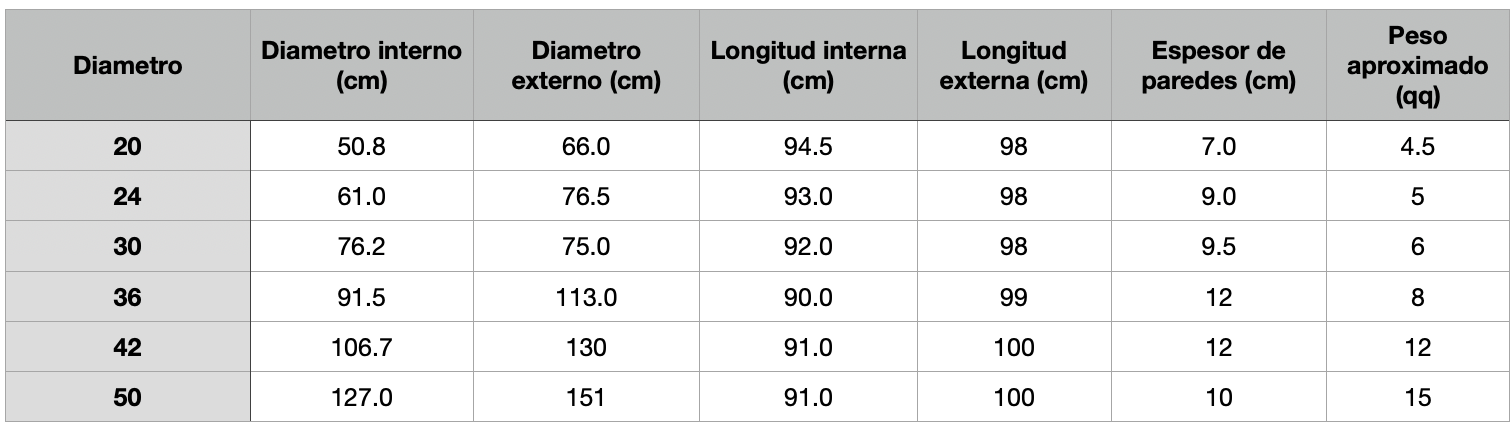 Diametro Diametro interno (cm) Diametro externo (cm) Longitud interna (cm) Longitud externa (cm) Espesor de paredes (cm) Peso aproximado (qq)
20 50.8 66.0 94.5 98 7.0 4.5
24 61.0 76.5 93.0 98 9.0 5
30 76.2 75.0 92.0 98 9.5 6
36 91.5 113.0 90.0 99 12 8
42 106.7 130 91.0 100 12 12
50 127.0 151 91.0 100 10 15